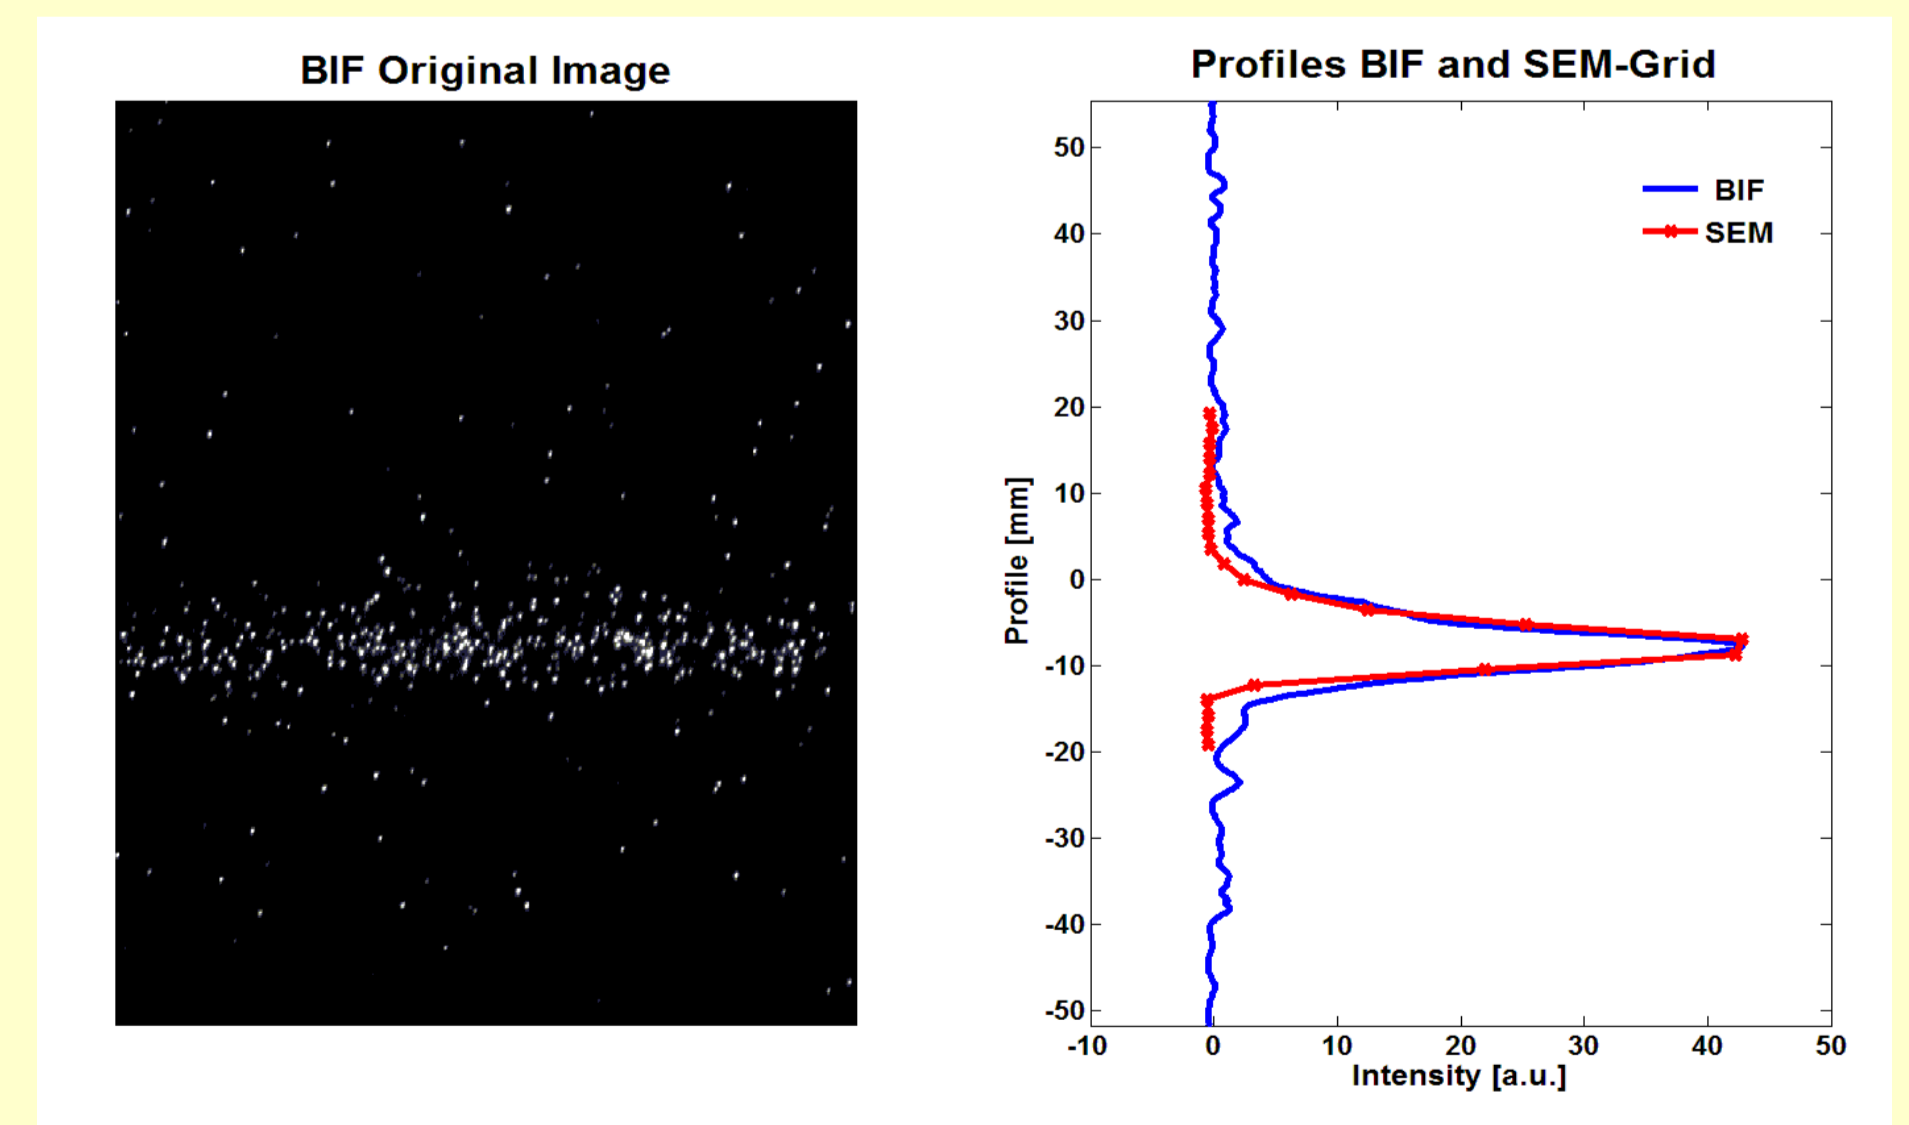 BIF Original Image
Profiles BIF and SEM-Grid
BIF
SEM
Profile [mm]
50
40
30
20
10
0
-10
-20
-30
-40
-50
-10 0 10 20 30 40 50
Intensity [a.u.]